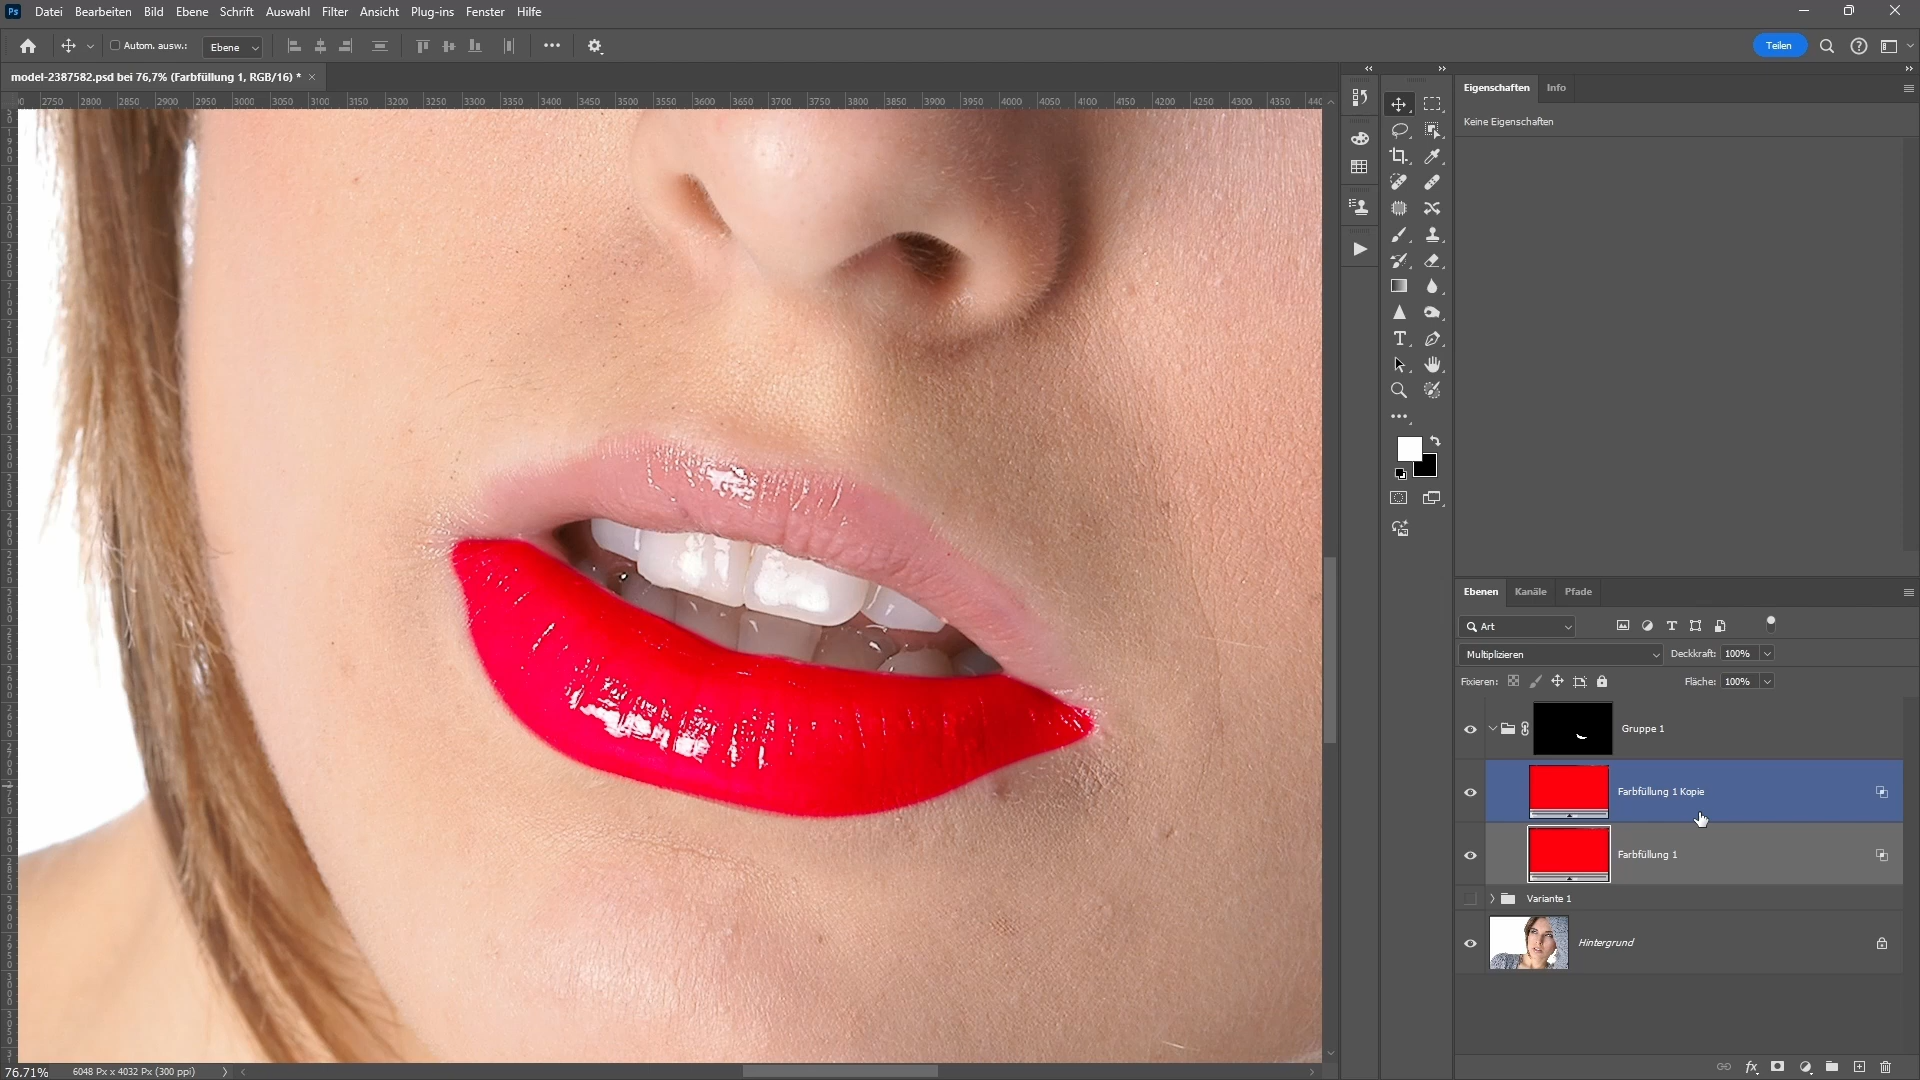 Ps Datei Bearbeiten Bild Ebene Schrift Auswahl Filter Ansicht Plug-ins Fenster Hilfe
Autom. ausw.: Ebene Teilen
model-2387582.psd bei 76,7% (Farbfüllung 1, RGB/16) *
2750 2800 2850 2900 2950 3000 3050 3100 3150 3200 3250 3300 3350 3400 3450 3500 3550 3600 3650 3700 3750 3800 3850 3900 3950 4000 4050 4100 4150 4200 4250 4300 4350
Eigenschaften Info
Keine Eigenschaften
Ebenen Kanäle Pfade
Art
Multiplizieren Deckkraft: 100%
Fixieren: Fläche: 100%
Gruppe 1
Farbfüllung 1 Kopie
Farbfüllung 1
Variante 1
Hintergrund
76.71% 6048 Px x 4032 Px (300 ppi)